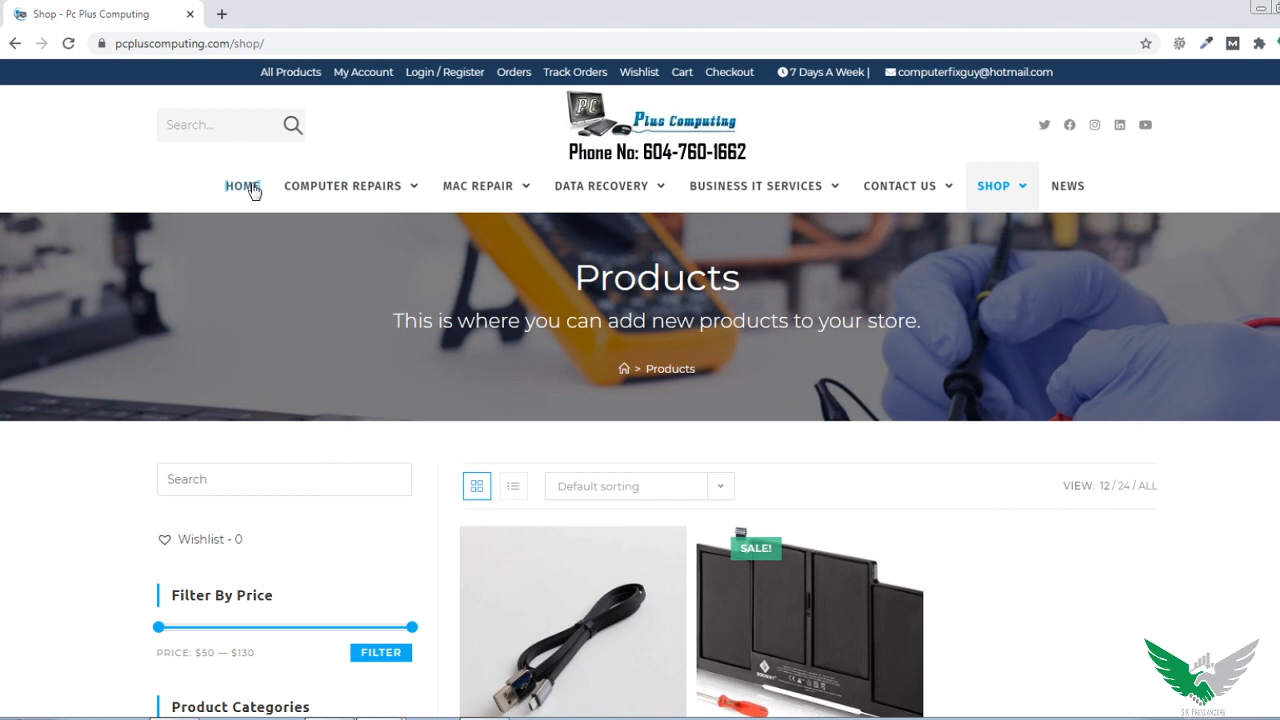 Shop - Pc Plus Computing
pcpluscomputing.com/shop/
All Products My Account Login / Register Orders Track Orders Wishlist Cart Checkout 7 Days A Week | computerfixguy@hotmail.com
Search...
PC Plus Computing
Phone No: 604-760-1662
HOME COMPUTER REPAIRS MAC REPAIR DATA RECOVERY BUSINESS IT SERVICES CONTACT US SHOP NEWS
Products
This is where you can add new products to your store.
> Products
Search
Default sorting
VIEW: 12 / 24 / ALL
Wishlist - 0
SALE!
Filter By Price
PRICE: $50 — $130
FILTER
Product Categories
SK FREELANCERS